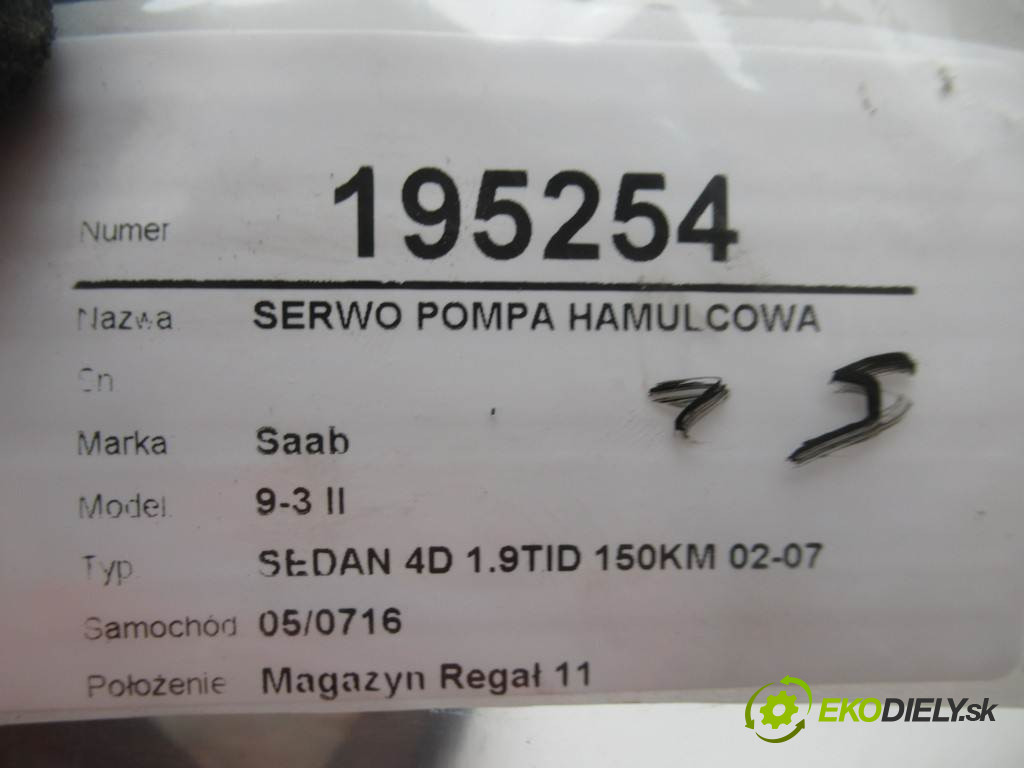 Numer 195254
Nazwa SERWO POMPA HAMULCOWA
Sn
Marka Saab
Model 9-3 II
Typ SEDAN 4D 1.9TID 150KM 02-07
Samochód 05/0716
Położenie Magazyn Regał 11
EKODIELY.sk